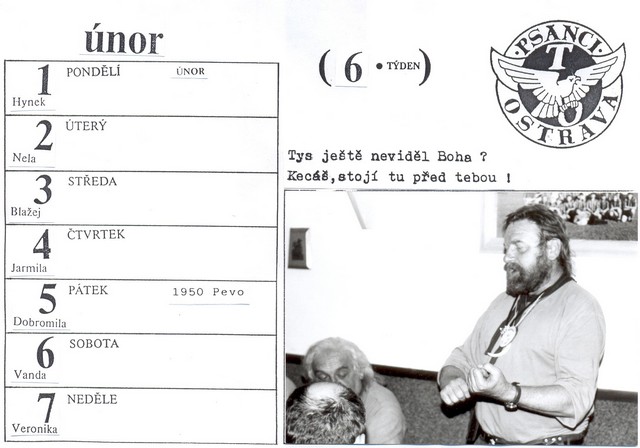 únor
( 6 • TÝDEN )
PSANCI
TO
OSTRAVA
1 PONDĚLÍ ÚNOR
Hynek
2 ÚTERÝ
Nela
3 STŘEDA
Blažej
4 ČTVRTEK
Jarmila
5 PÁTEK 1950 Pevo
Dobromila
6 SOBOTA
Vanda
7 NEDĚLE
Veronika
Tys ještě neviděl Boha ?
Kecáš,stojí tu před tebou !